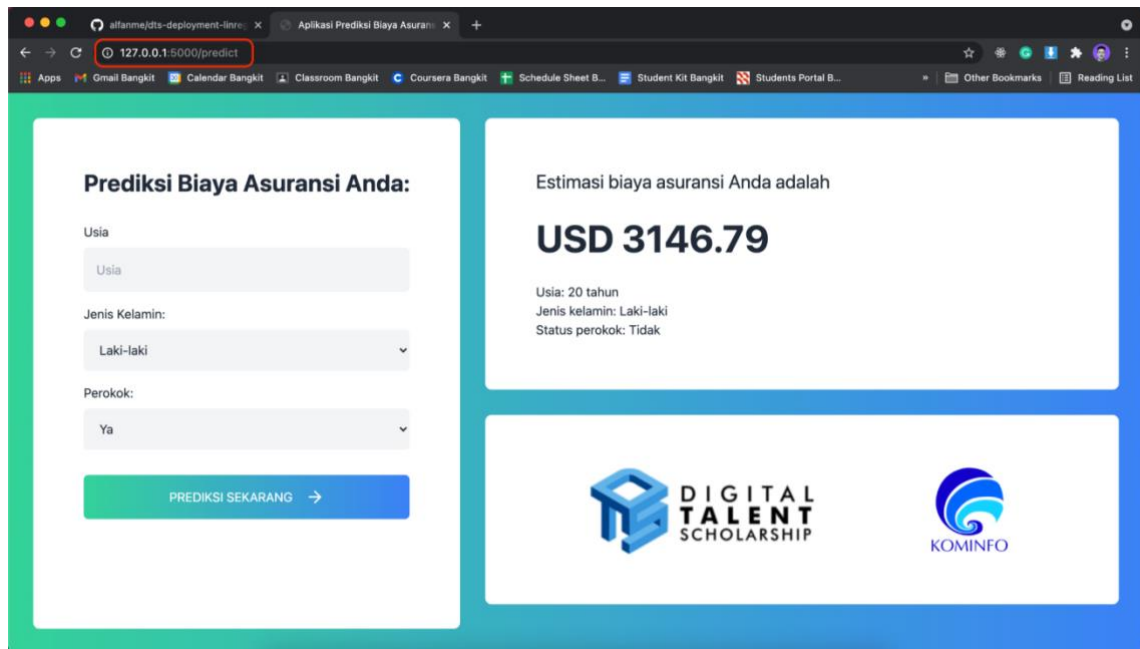 alfanme/dts-deployment-linreg
Aplikasi Prediksi Biaya Asurans
127.0.0.1:5000/predict
Apps Gmail Bangkit Calendar Bangkit Classroom Bangkit Coursera Bangkit Schedule Sheet B... Student Kit Bangkit Students Portal B... » Other Bookmarks Reading List
Prediksi Biaya Asuransi Anda:
Usia
Usia
Jenis Kelamin:
Laki-laki
Perokok:
Ya
PREDIKSI SEKARANG →
Estimasi biaya asuransi Anda adalah
USD 3146.79
Usia: 20 tahun
Jenis kelamin: Laki-laki
Status perokok: Tidak
DIGITAL
TALENT
SCHOLARSHIP
KOMINFO